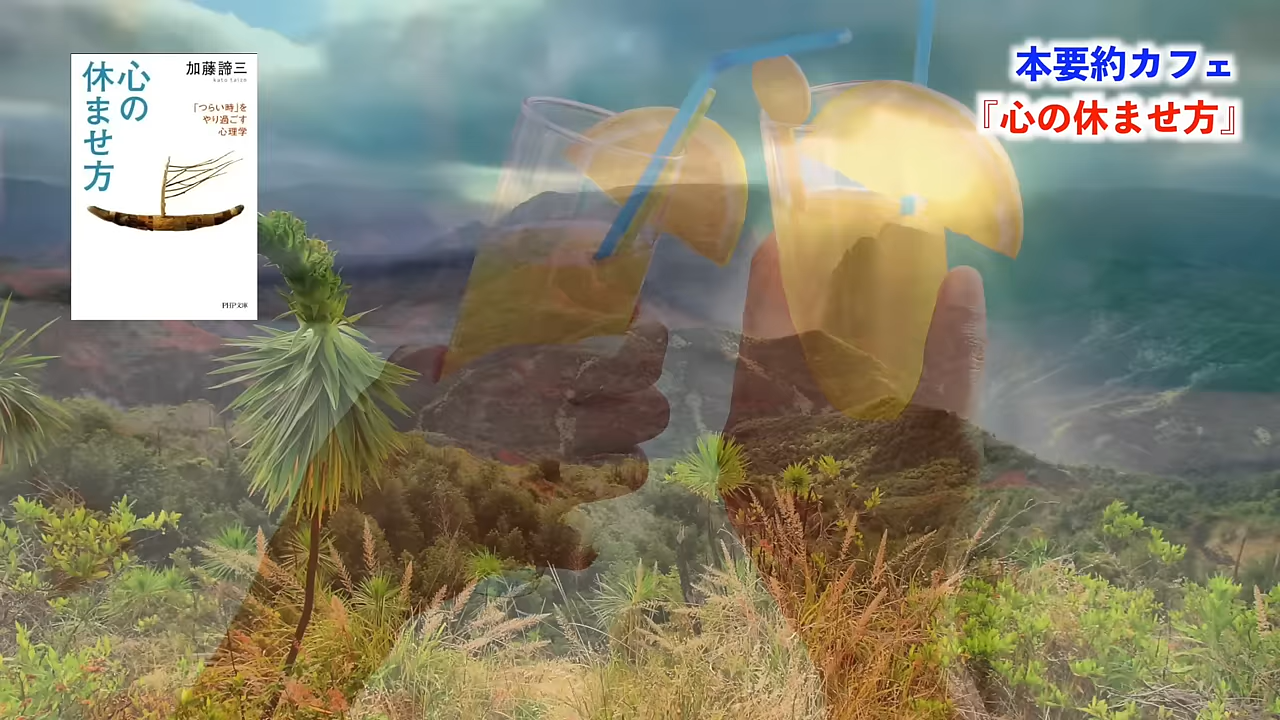 心の
休ませ方
加藤諦三
kato taizo
「つらい時」を
やり過ごす
心理学
PHP文庫
本要約カフェ
『心の休ませ方』